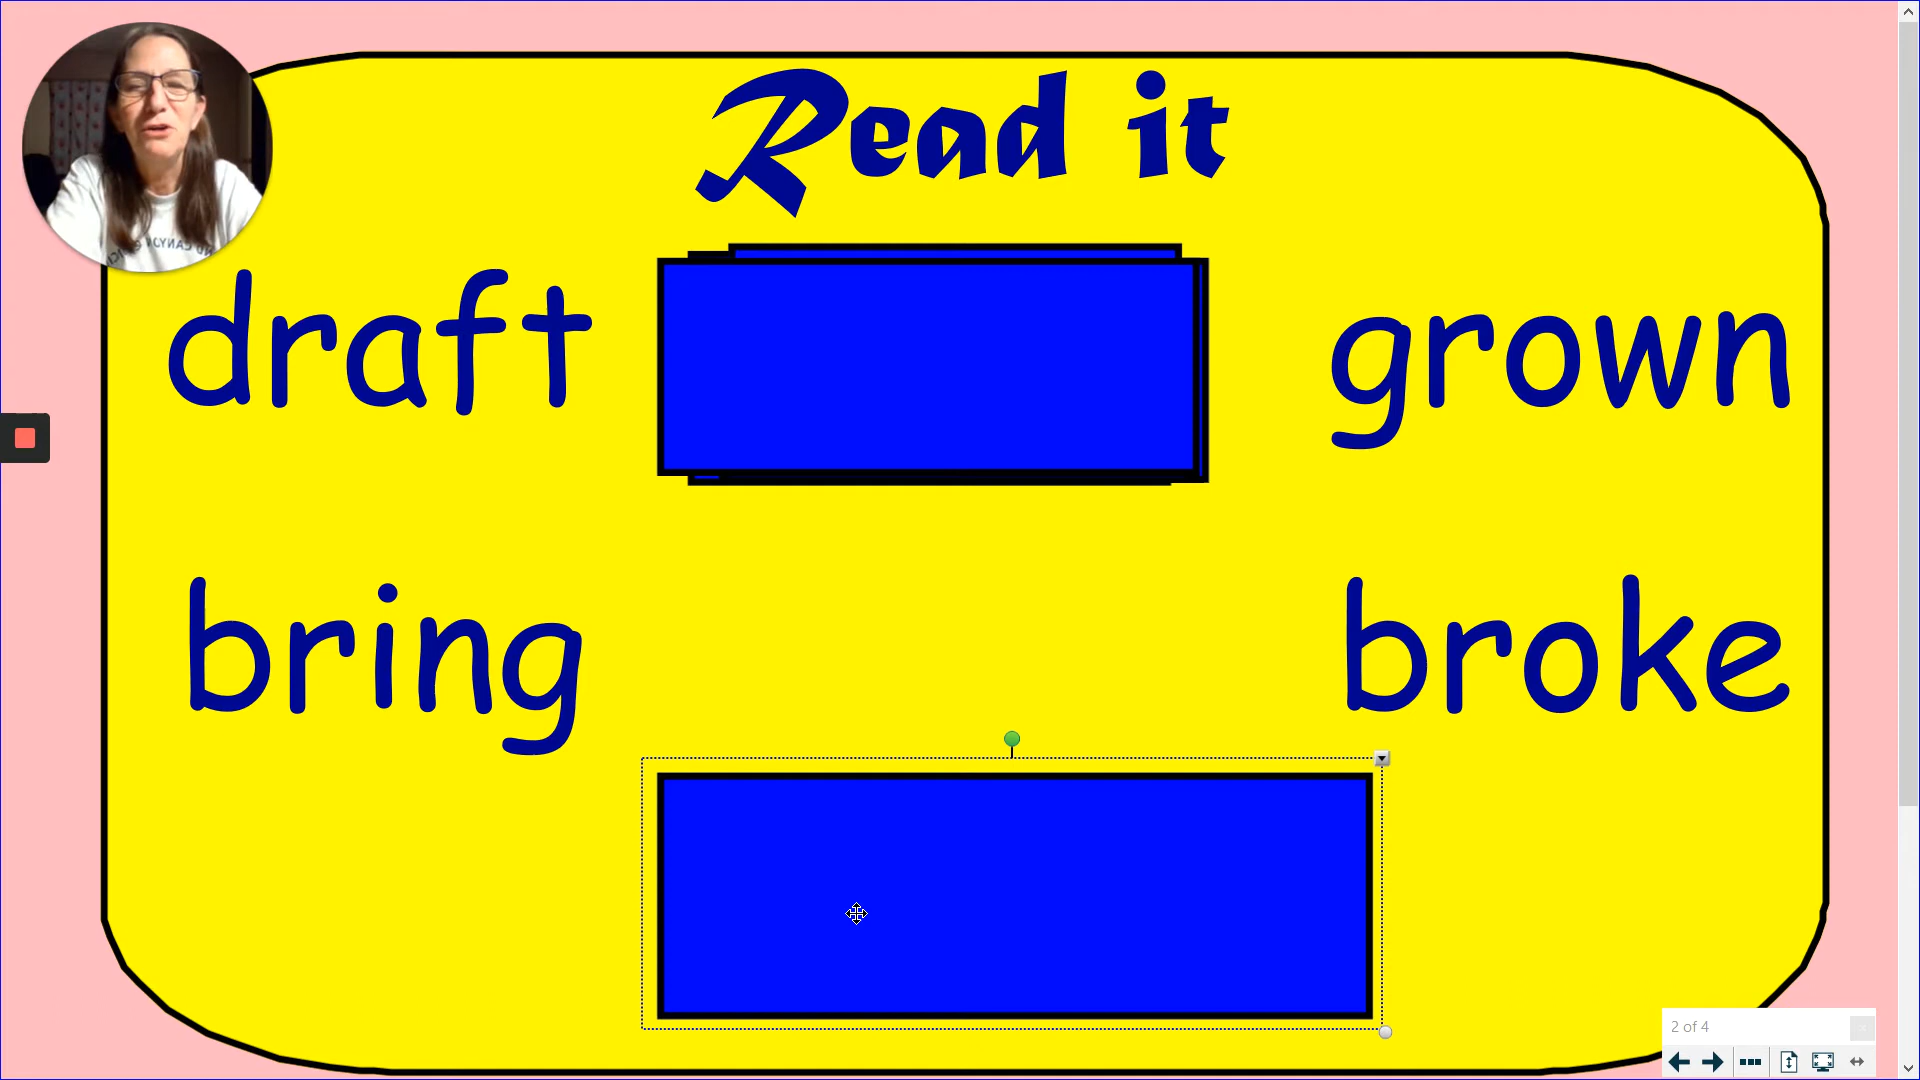 Read it
draft
grown
bring
broke
2 of 4